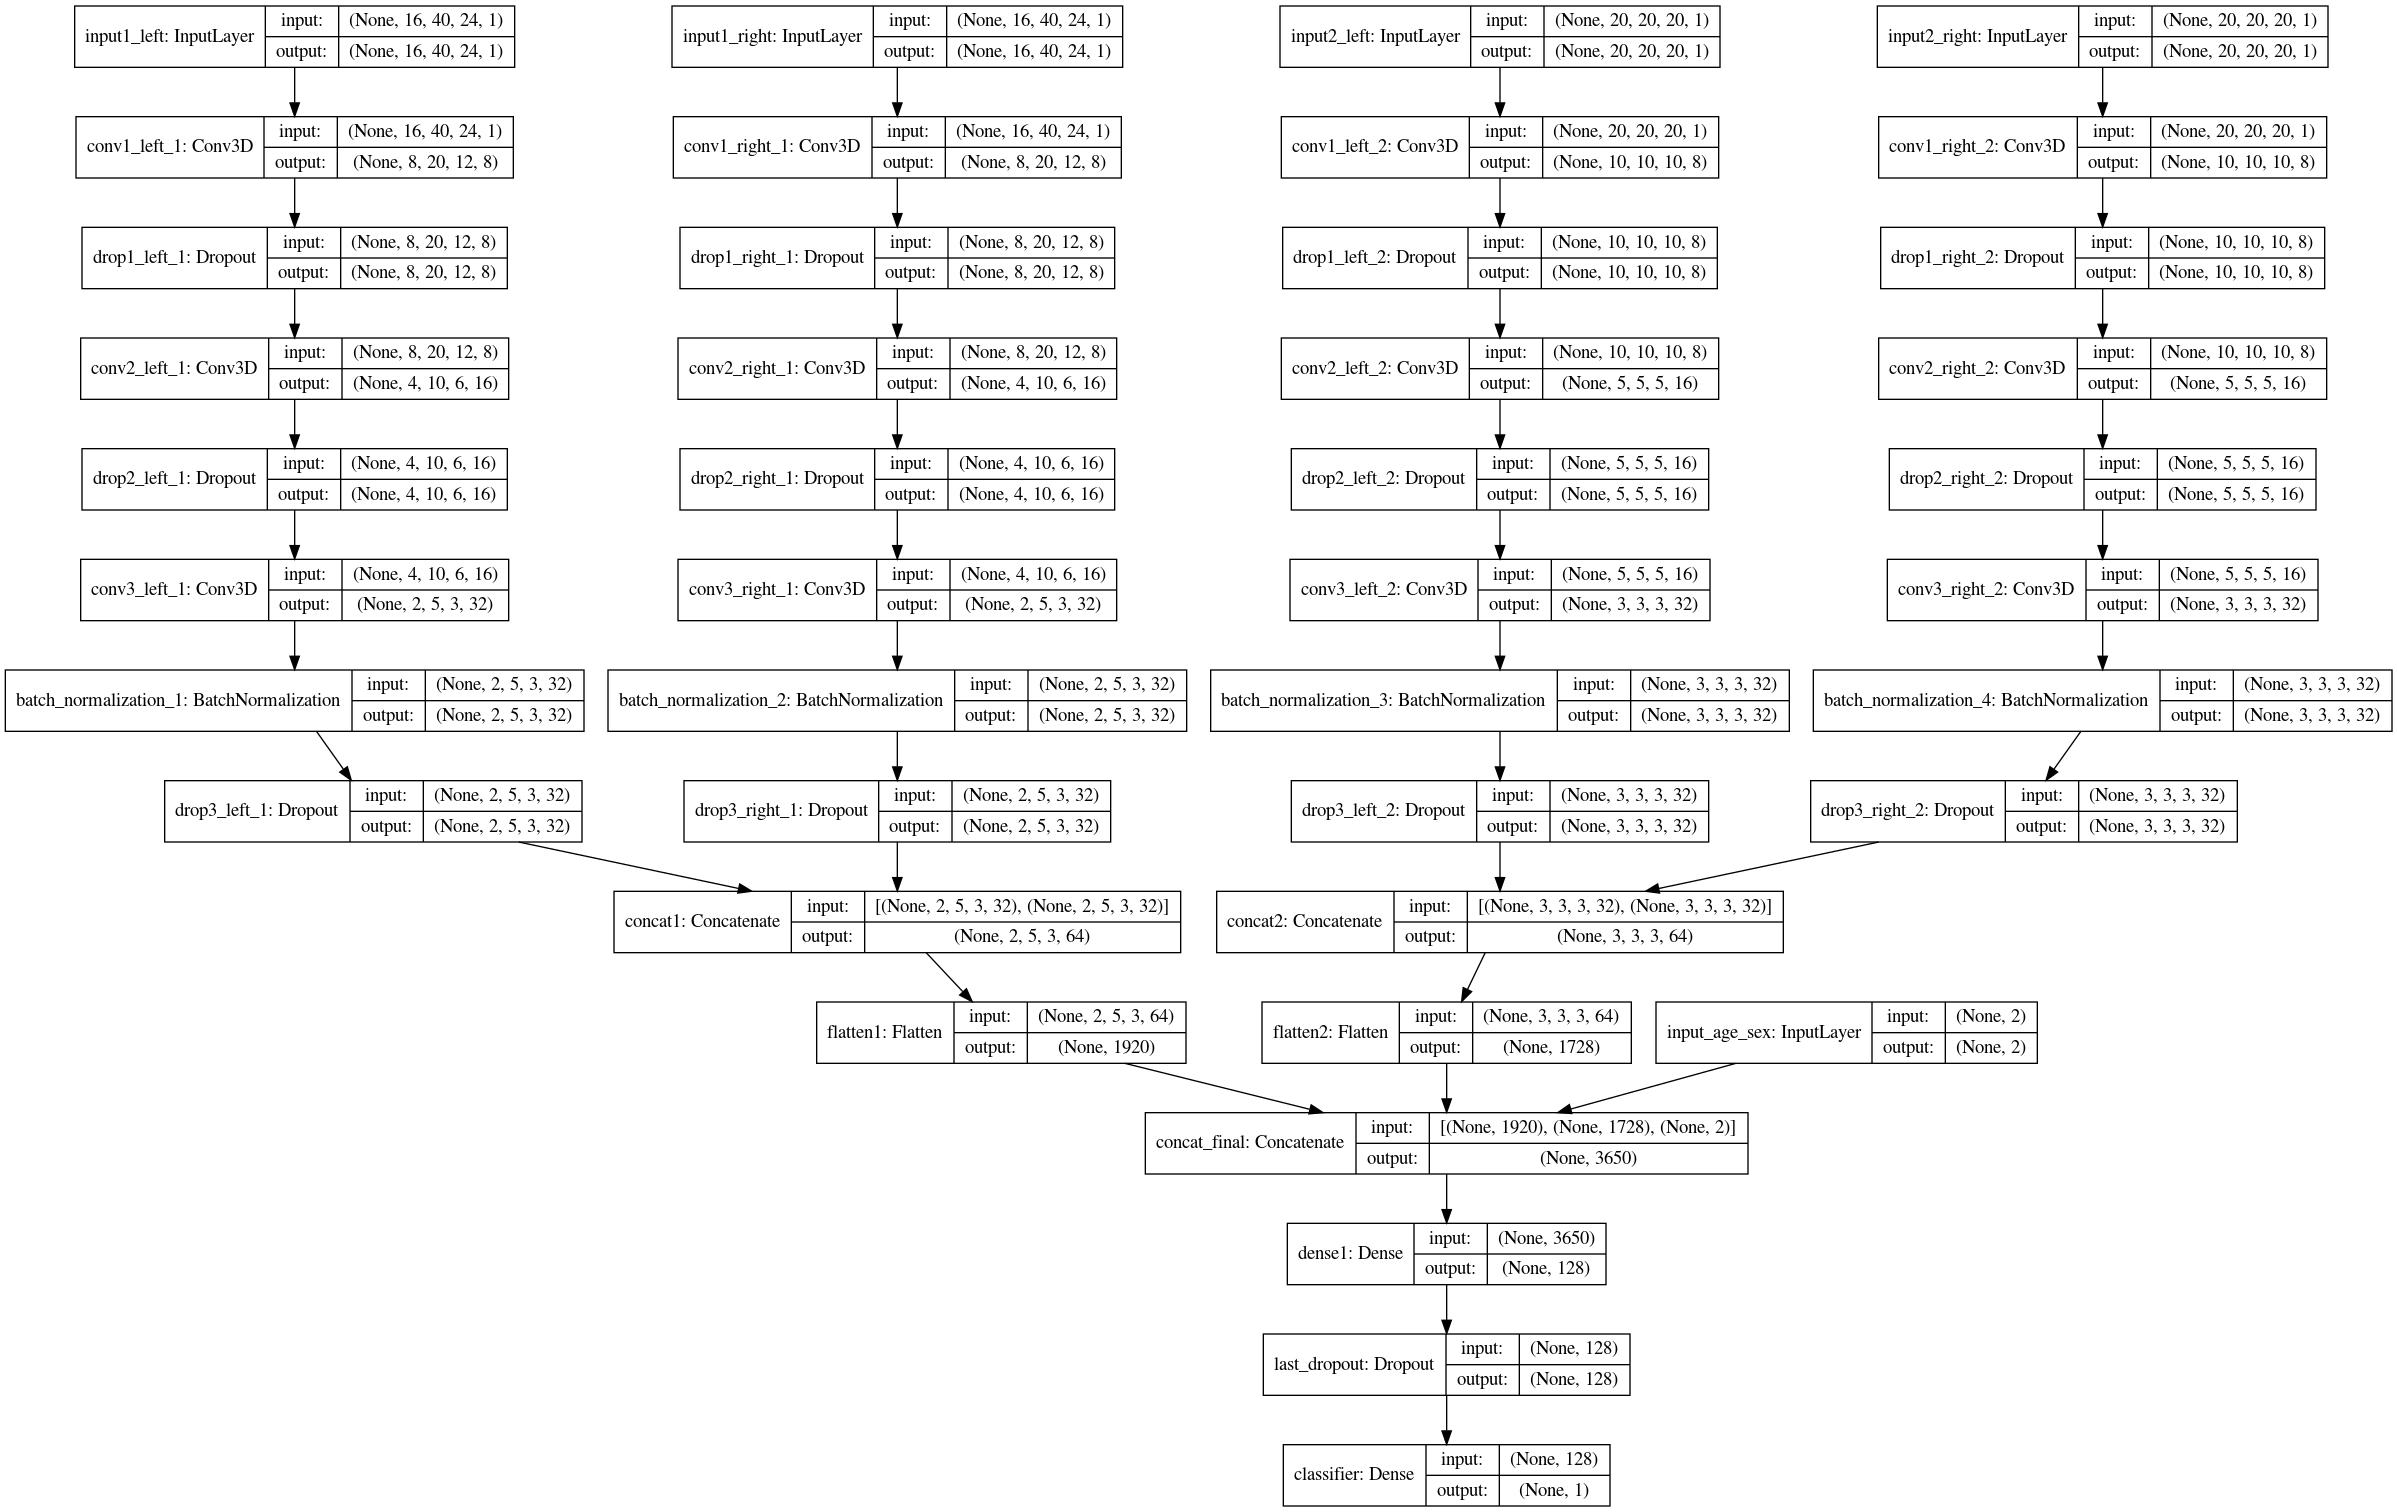 input1_left: InputLayer input: (None, 16, 40, 24, 1)
output: (None, 16, 40, 24, 1)
input1_right: InputLayer input: (None, 16, 40, 24, 1)
output: (None, 16, 40, 24, 1)
input2_left: InputLayer input: (None, 20, 20, 20, 1)
output: (None, 20, 20, 20, 1)
input2_right: InputLayer input: (None, 20, 20, 20, 1)
output: (None, 20, 20, 20, 1)
conv1_left_1: Conv3D input: (None, 16, 40, 24, 1)
output: (None, 8, 20, 12, 8)
conv1_right_1: Conv3D input: (None, 16, 40, 24, 1)
output: (None, 8, 20, 12, 8)
conv1_left_2: Conv3D input: (None, 20, 20, 20, 1)
output: (None, 10, 10, 10, 8)
conv1_right_2: Conv3D input: (None, 20, 20, 20, 1)
output: (None, 10, 10, 10, 8)
drop1_left_1: Dropout input: (None, 8, 20, 12, 8)
output: (None, 8, 20, 12, 8)
drop1_right_1: Dropout input: (None, 8, 20, 12, 8)
output: (None, 8, 20, 12, 8)
drop1_left_2: Dropout input: (None, 10, 10, 10, 8)
output: (None, 10, 10, 10, 8)
drop1_right_2: Dropout input: (None, 10, 10, 10, 8)
output: (None, 10, 10, 10, 8)
conv2_left_1: Conv3D input: (None, 8, 20, 12, 8)
output: (None, 4, 10, 6, 16)
conv2_right_1: Conv3D input: (None, 8, 20, 12, 8)
output: (None, 4, 10, 6, 16)
conv2_left_2: Conv3D input: (None, 10, 10, 10, 8)
output: (None, 5, 5, 5, 16)
conv2_right_2: Conv3D input: (None, 10, 10, 10, 8)
output: (None, 5, 5, 5, 16)
drop2_left_1: Dropout input: (None, 4, 10, 6, 16)
output: (None, 4, 10, 6, 16)
drop2_right_1: Dropout input: (None, 4, 10, 6, 16)
output: (None, 4, 10, 6, 16)
drop2_left_2: Dropout input: (None, 5, 5, 5, 16)
output: (None, 5, 5, 5, 16)
drop2_right_2: Dropout input: (None, 5, 5, 5, 16)
output: (None, 5, 5, 5, 16)
conv3_left_1: Conv3D input: (None, 4, 10, 6, 16)
output: (None, 2, 5, 3, 32)
conv3_right_1: Conv3D input: (None, 4, 10, 6, 16)
output: (None, 2, 5, 3, 32)
conv3_left_2: Conv3D input: (None, 5, 5, 5, 16)
output: (None, 3, 3, 3, 32)
conv3_right_2: Conv3D input: (None, 5, 5, 5, 16)
output: (None, 3, 3, 3, 32)
batch_normalization_1: BatchNormalization input: (None, 2, 5, 3, 32)
output: (None, 2, 5, 3, 32)
batch_normalization_2: BatchNormalization input: (None, 2, 5, 3, 32)
output: (None, 2, 5, 3, 32)
batch_normalization_3: BatchNormalization input: (None, 3, 3, 3, 32)
output: (None, 3, 3, 3, 32)
batch_normalization_4: BatchNormalization input: (None, 3, 3, 3, 32)
output: (None, 3, 3, 3, 32)
drop3_left_1: Dropout input: (None, 2, 5, 3, 32)
output: (None, 2, 5, 3, 32)
drop3_right_1: Dropout input: (None, 2, 5, 3, 32)
output: (None, 2, 5, 3, 32)
drop3_left_2: Dropout input: (None, 3, 3, 3, 32)
output: (None, 3, 3, 3, 32)
drop3_right_2: Dropout input: (None, 3, 3, 3, 32)
output: (None, 3, 3, 3, 32)
concat1: Concatenate input: [(None, 2, 5, 3, 32), (None, 2, 5, 3, 32)]
output: (None, 2, 5, 3, 64)
concat2: Concatenate input: [(None, 3, 3, 3, 32), (None, 3, 3, 3, 32)]
output: (None, 3, 3, 3, 64)
flatten1: Flatten input: (None, 2, 5, 3, 64)
output: (None, 1920)
flatten2: Flatten input: (None, 3, 3, 3, 64)
output: (None, 1728)
input_age_sex: InputLayer input: (None, 2)
output: (None, 2)
concat_final: Concatenate input: [(None, 1920), (None, 1728), (None, 2)]
output: (None, 3650)
dense1: Dense input: (None, 3650)
output: (None, 128)
last_dropout: Dropout input: (None, 128)
output: (None, 128)
classifier: Dense input: (None, 128)
output: (None, 1)